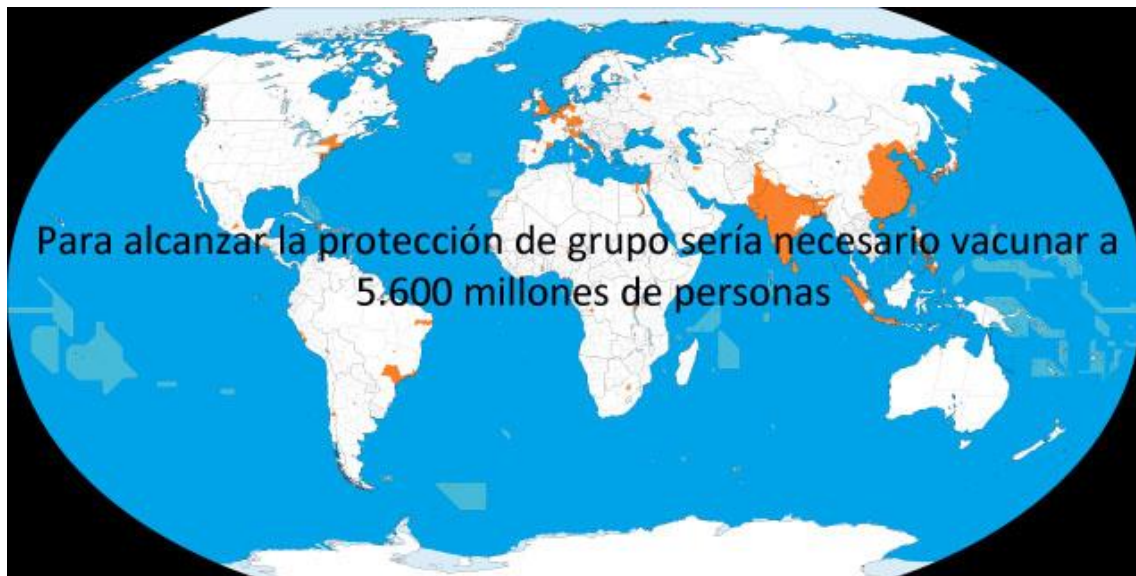 Para alcanzar la protección de grupo sería necesario vacunar a
5.600 millones de personas